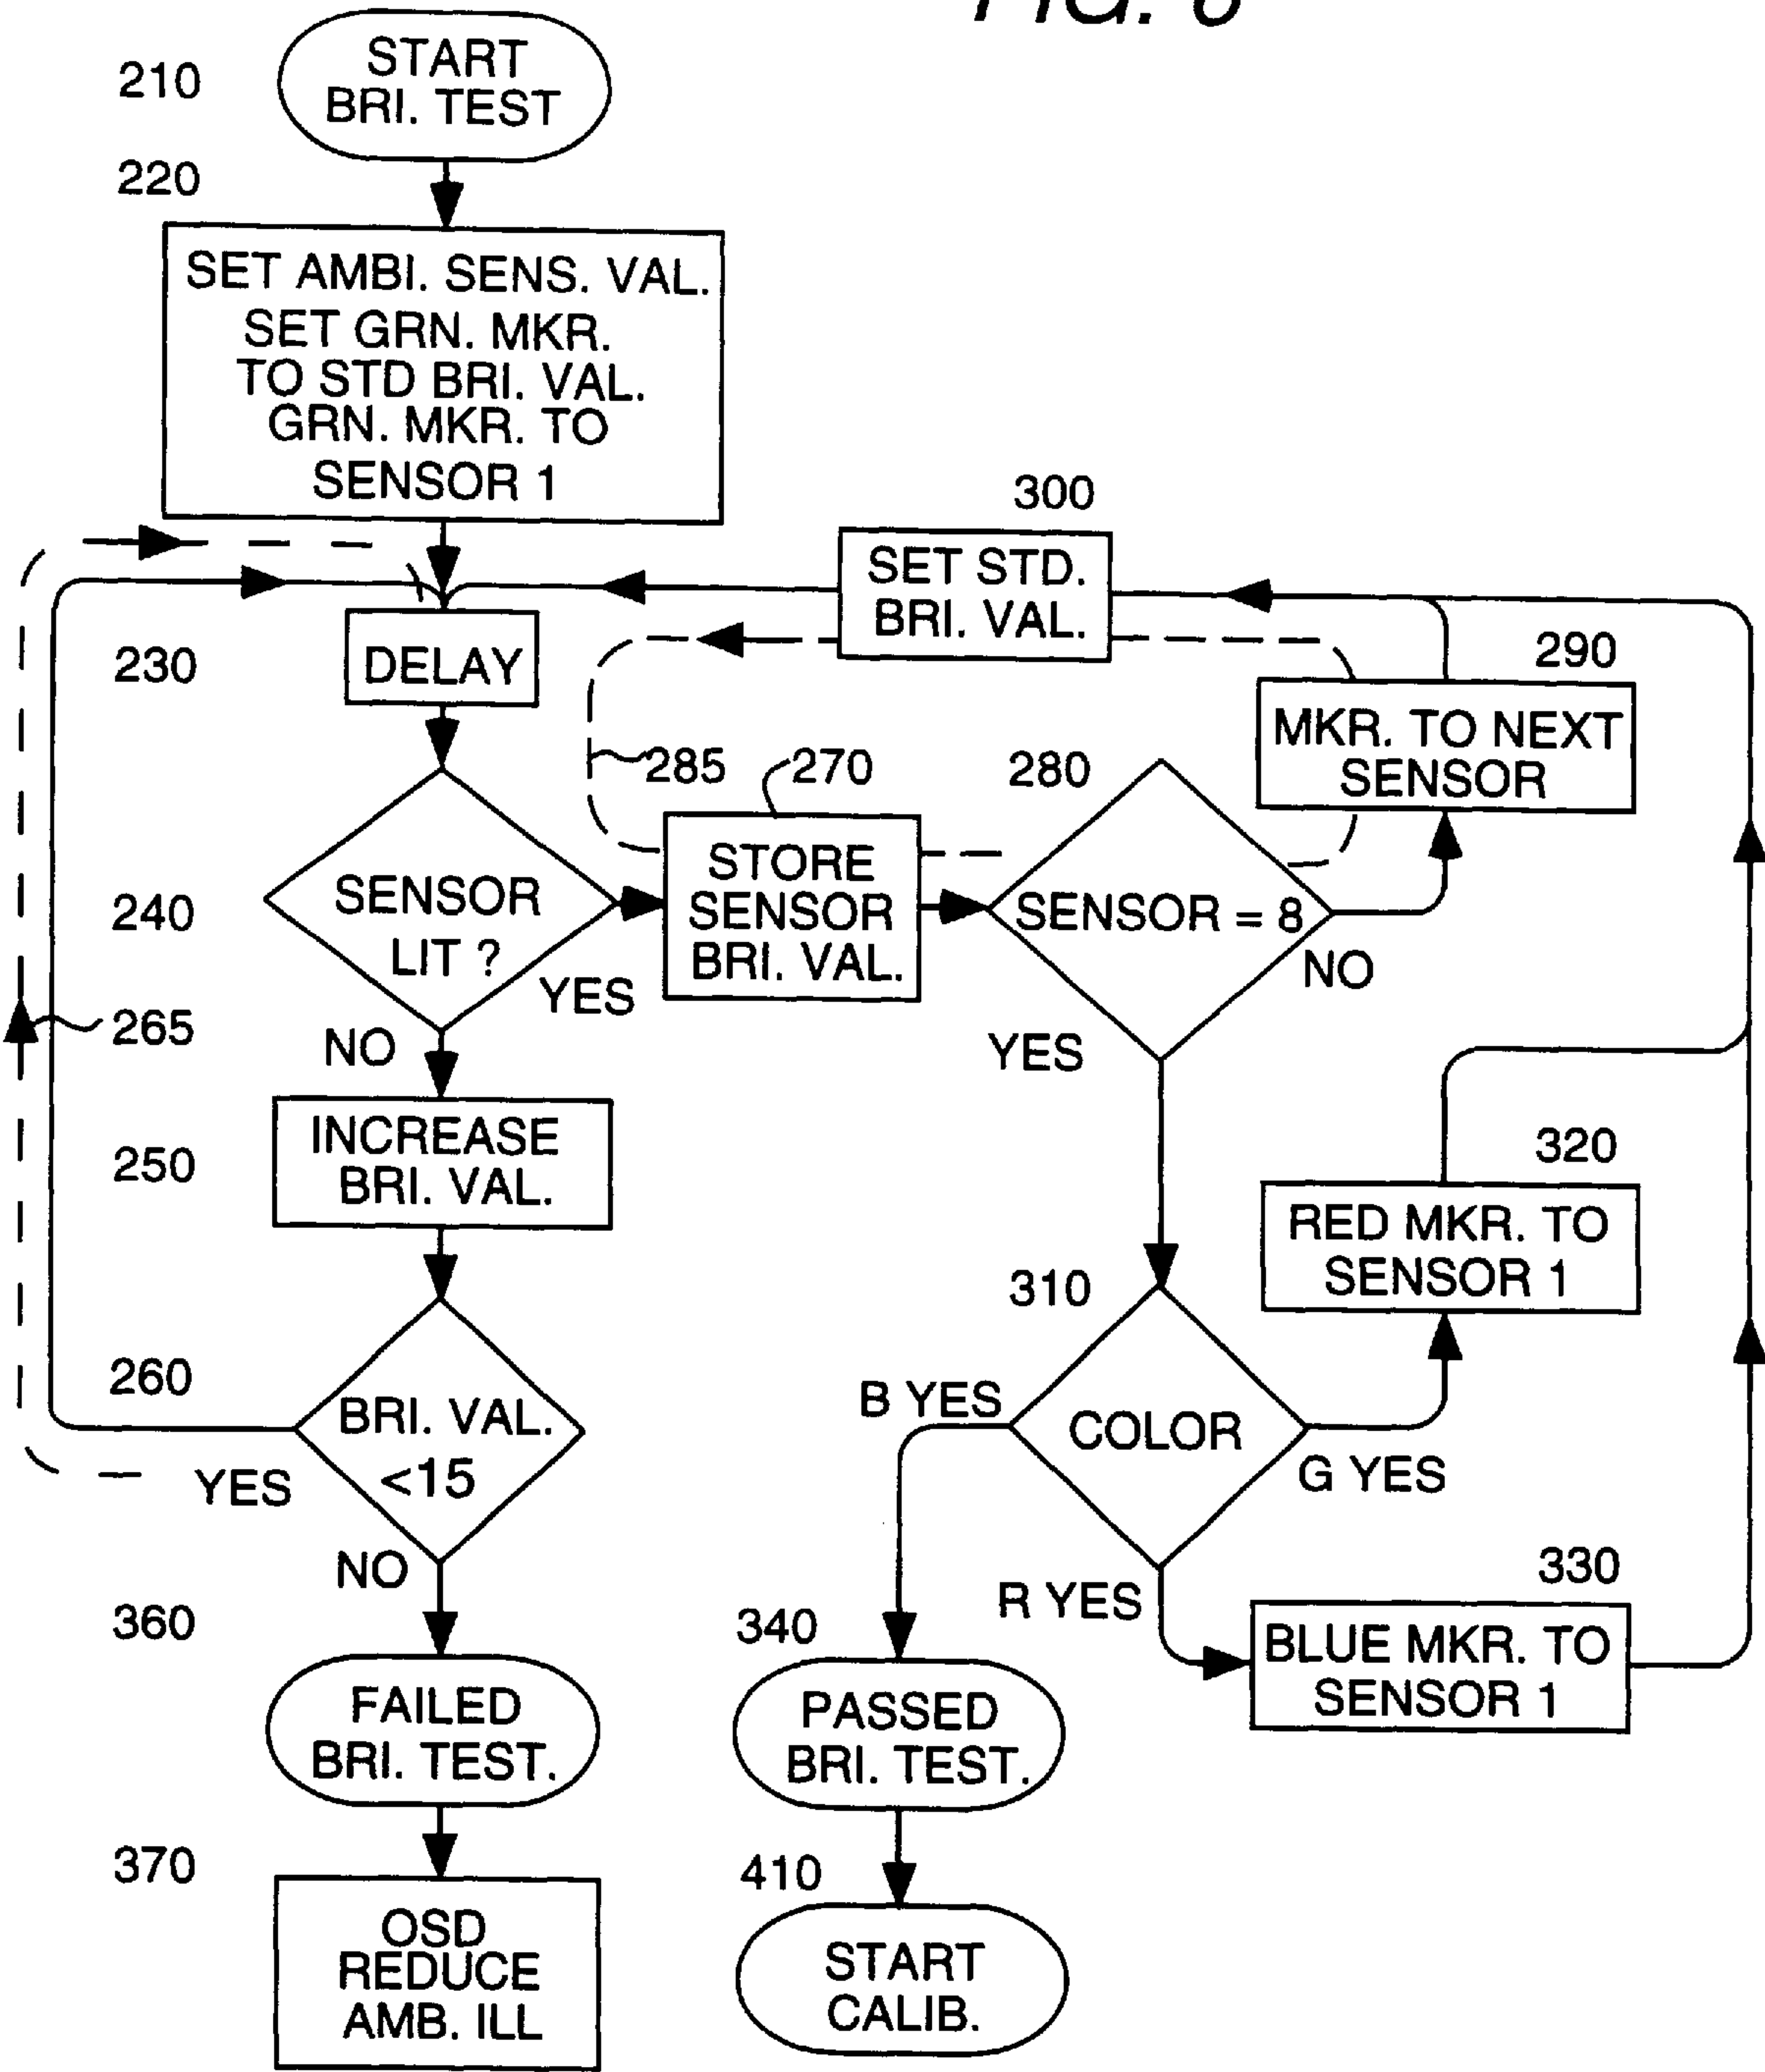 FIG. 6
210
START
BRI. TEST
220
SET AMBI. SENS. VAL.
SET GRN. MKR.
TO STD BRI. VAL.
GRN. MKR. TO
SENSOR 1
300
SET STD.
BRI. VAL.
230
DELAY
290
MKR. TO NEXT
SENSOR
285
270
280
STORE
SENSOR
BRI. VAL.
240
SENSOR
LIT ?
YES
SENSOR = 8
NO
265
NO
YES
250
INCREASE
BRI. VAL.
320
RED MKR. TO
SENSOR 1
310
260
BRI. VAL.
<15
YES
B YES
COLOR
G YES
NO
R YES
330
BLUE MKR. TO
SENSOR 1
360
FAILED
BRI. TEST.
340
PASSED
BRI. TEST.
370
OSD
REDUCE
AMB. ILL
410
START
CALIB.